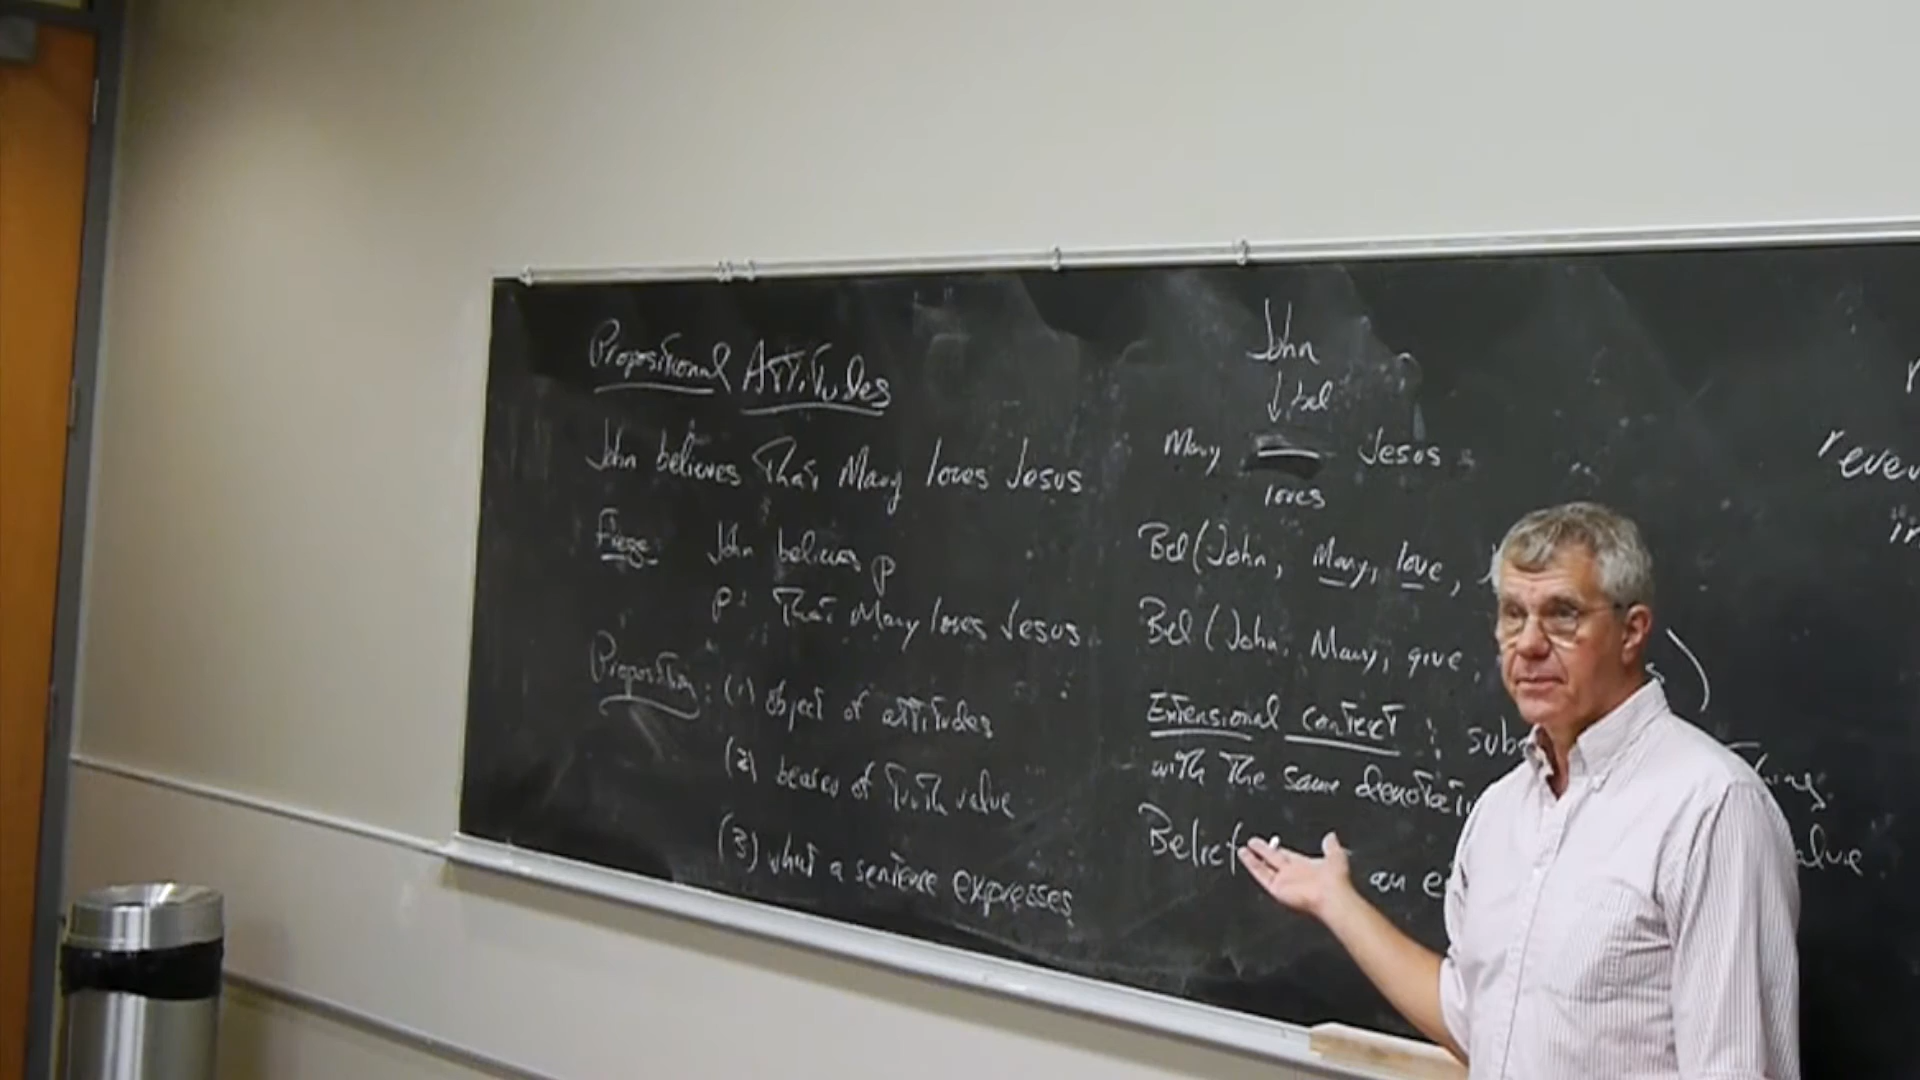 Propositional Attitudes
John believes That Mary loves Jesus
Frege John believes p
p: That Mary loves Jesus
Proposition: (1) object of attitudes
(2) bearer of Truth value
(3) what a sentence expresses
John
↓ bel
Mary Jesus
loves
Bel (John, Mary, love,
Bel (John, Mary, give, )
Extensional context :
with The same
Belief an